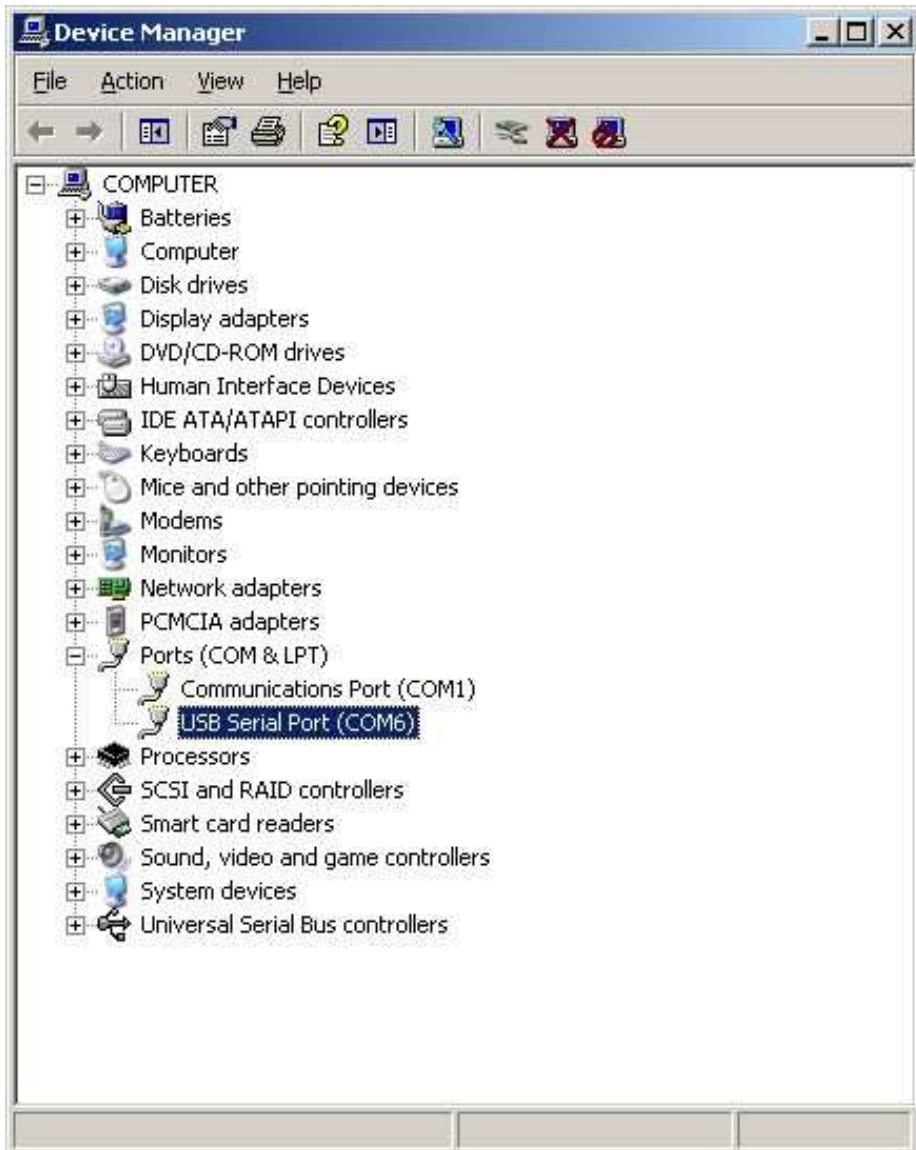 Device Manager
File Action View Help
COMPUTER
Batteries
Computer
Disk drives
Display adapters
DVD/CD-ROM drives
Human Interface Devices
IDE ATA/ATAPI controllers
Keyboards
Mice and other pointing devices
Modems
Monitors
Network adapters
PCMCIA adapters
Ports (COM & LPT)
Communications Port (COM1)
USB Serial Port (COM6)
Processors
SCSI and RAID controllers
Smart card readers
Sound, video and game controllers
System devices
Universal Serial Bus controllers